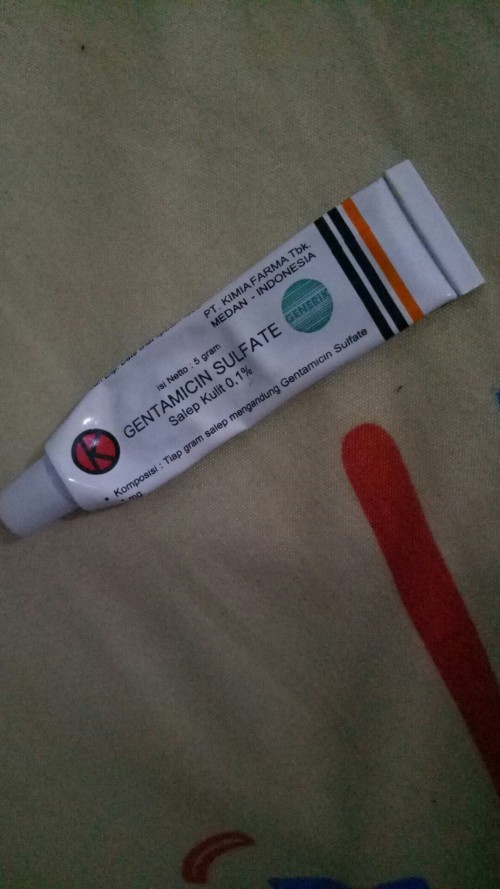 PT. KIMIA FARMA Tbk.
MEDAN - INDONESIA
GENERIK
isi Netto : 5 gram
GENTAMICIN SULFATE
Salep Kulit 0,1%
K
* Komposisi : Tiap gram salep mengandung Gentamicin Sulfate
mg